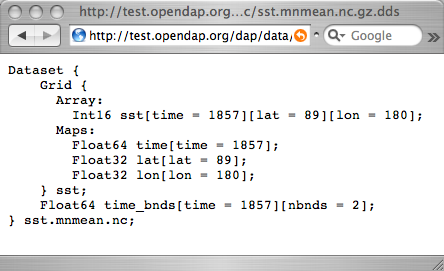 http://test.opendap.org...c/sst.mnmean.nc.gz.dds
http://test.opendap.org/dap/data/
Google
Dataset {
    Grid {
      Array:
        Int16 sst[time = 1857][lat = 89][lon = 180];
      Maps:
        Float64 time[time = 1857];
        Float32 lat[lat = 89];
        Float32 lon[lon = 180];
    } sst;
    Float64 time_bnds[time = 1857][nbnds = 2];
} sst.mnmean.nc;